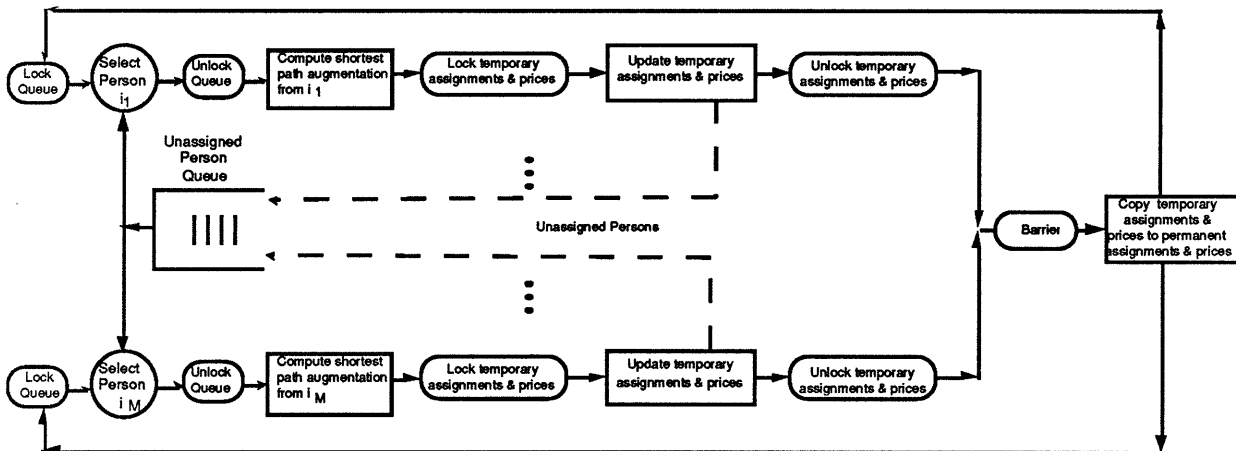 Lock
Queue
Select
Person
i1
Unlock
Queue
Compute shortest
path augmentation
from i 1
Lock temporary
assignments & prices
Update temporary
assignments & prices
Unlock temporary
assignments & prices
Unassigned
Person
Queue
Unassigned Persons
Barrier
Copy temporary
assignments &
prices to permanent
assignments & prices
Lock
Queue
Select
Person
i M
Unlock
Queue
Compute shortest
path augmentation
from i M
Lock temporary
assignments & prices
Update temporary
assignments & prices
Unlock temporary
assignments & prices